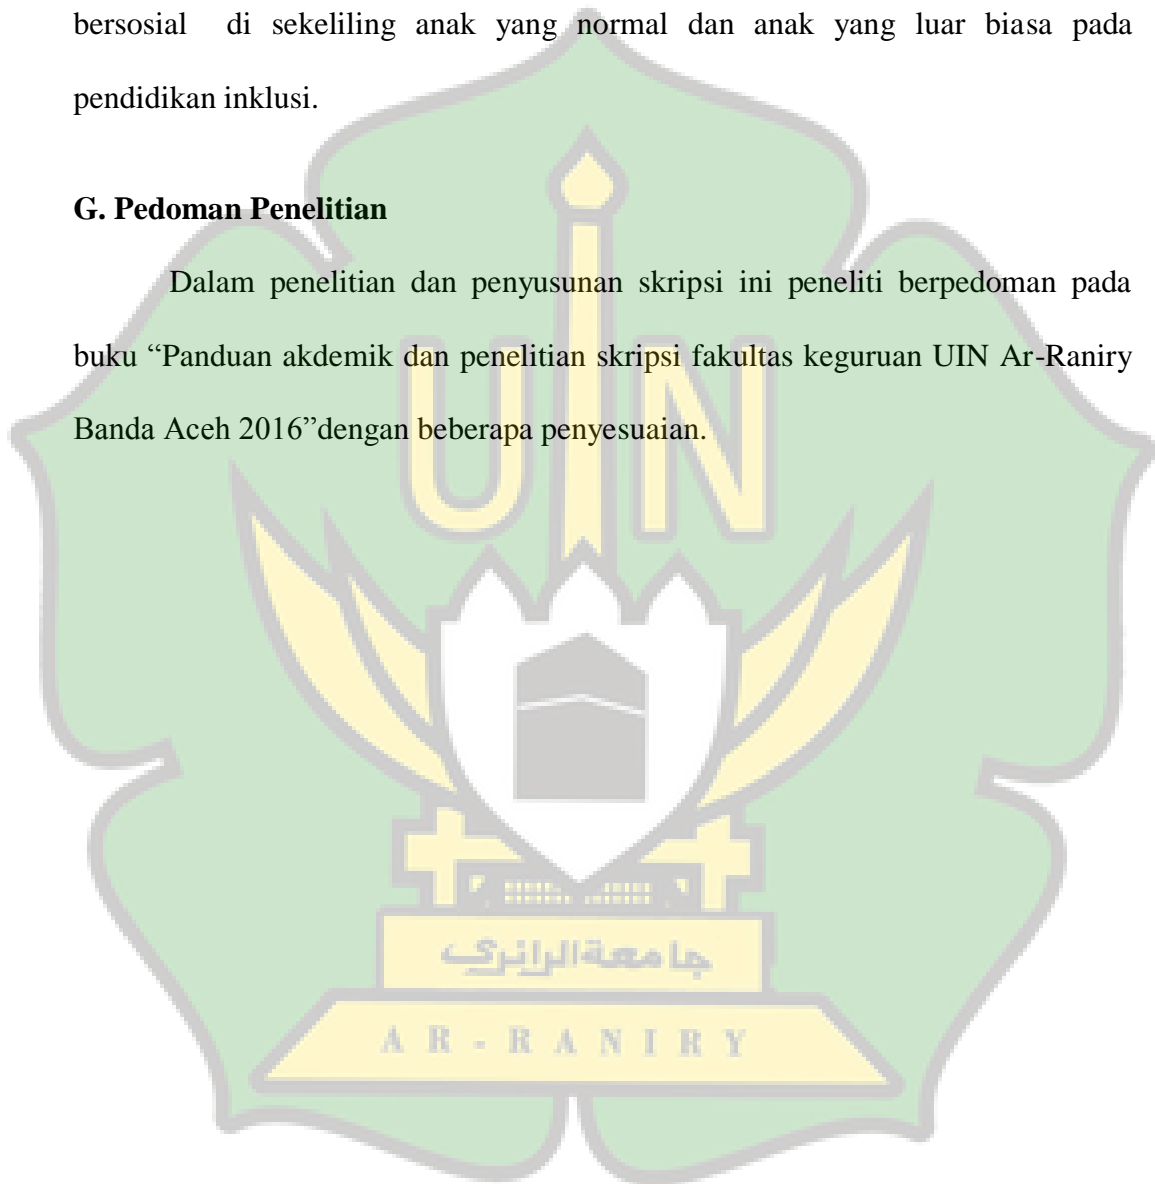 bersosial di sekeliling anak yang normal dan anak yang luar biasa pada
pendidikan inklusi.
G. Pedoman Penelitian
Dalam penelitian dan penyusunan skripsi ini peneliti berpedoman pada
buku “Panduan akdemik dan penelitian skripsi fakultas keguruan UIN Ar-Raniry
Banda Aceh 2016”dengan beberapa penyesuaian.
UIN
جامعة الرانري
AR-RANIRY